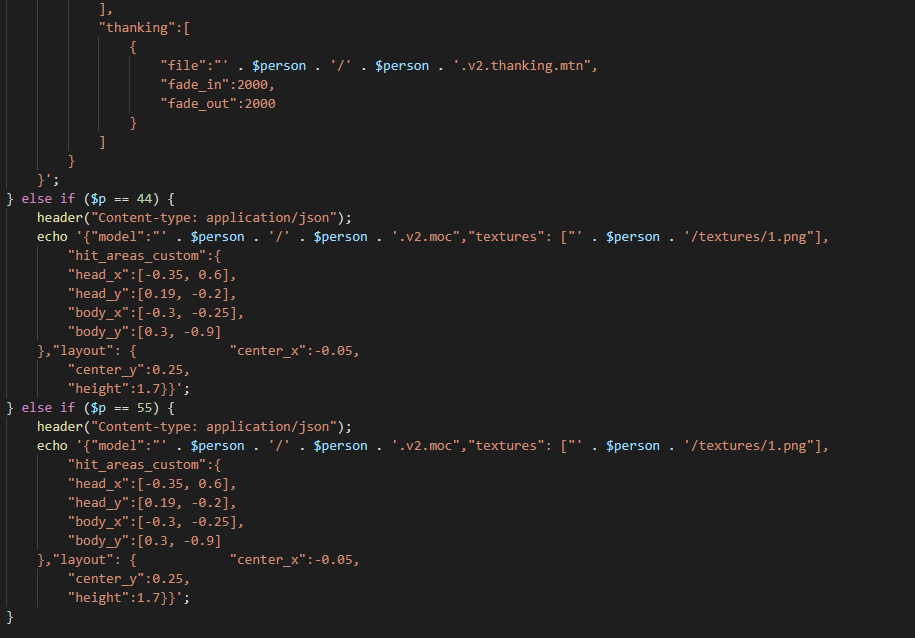 ],
"thanking":[
{
"file":"' . $person . '/' . $person . '.v2.thanking.mtn",
"fade_in":2000,
"fade_out":2000
}
]
}
}';
} else if ($p == 44) {
header("Content-type: application/json");
echo '{"model":"' . $person . '/' . $person . '.v2.moc","textures": ["' . $person . '/textures/1.png"],
"hit_areas_custom":{
"head_x":[-0.35, 0.6],
"head_y":[0.19, -0.2],
"body_x":[-0.3, -0.25],
"body_y":[0.3, -0.9]
},"layout": {            "center_x":-0.05,
"center_y":0.25,
"height":1.7}}';
} else if ($p == 55) {
header("Content-type: application/json");
echo '{"model":"' . $person . '/' . $person . '.v2.moc","textures": ["' . $person . '/textures/1.png"],
"hit_areas_custom":{
"head_x":[-0.35, 0.6],
"head_y":[0.19, -0.2],
"body_x":[-0.3, -0.25],
"body_y":[0.3, -0.9]
},"layout": {            "center_x":-0.05,
"center_y":0.25,
"height":1.7}}';
}